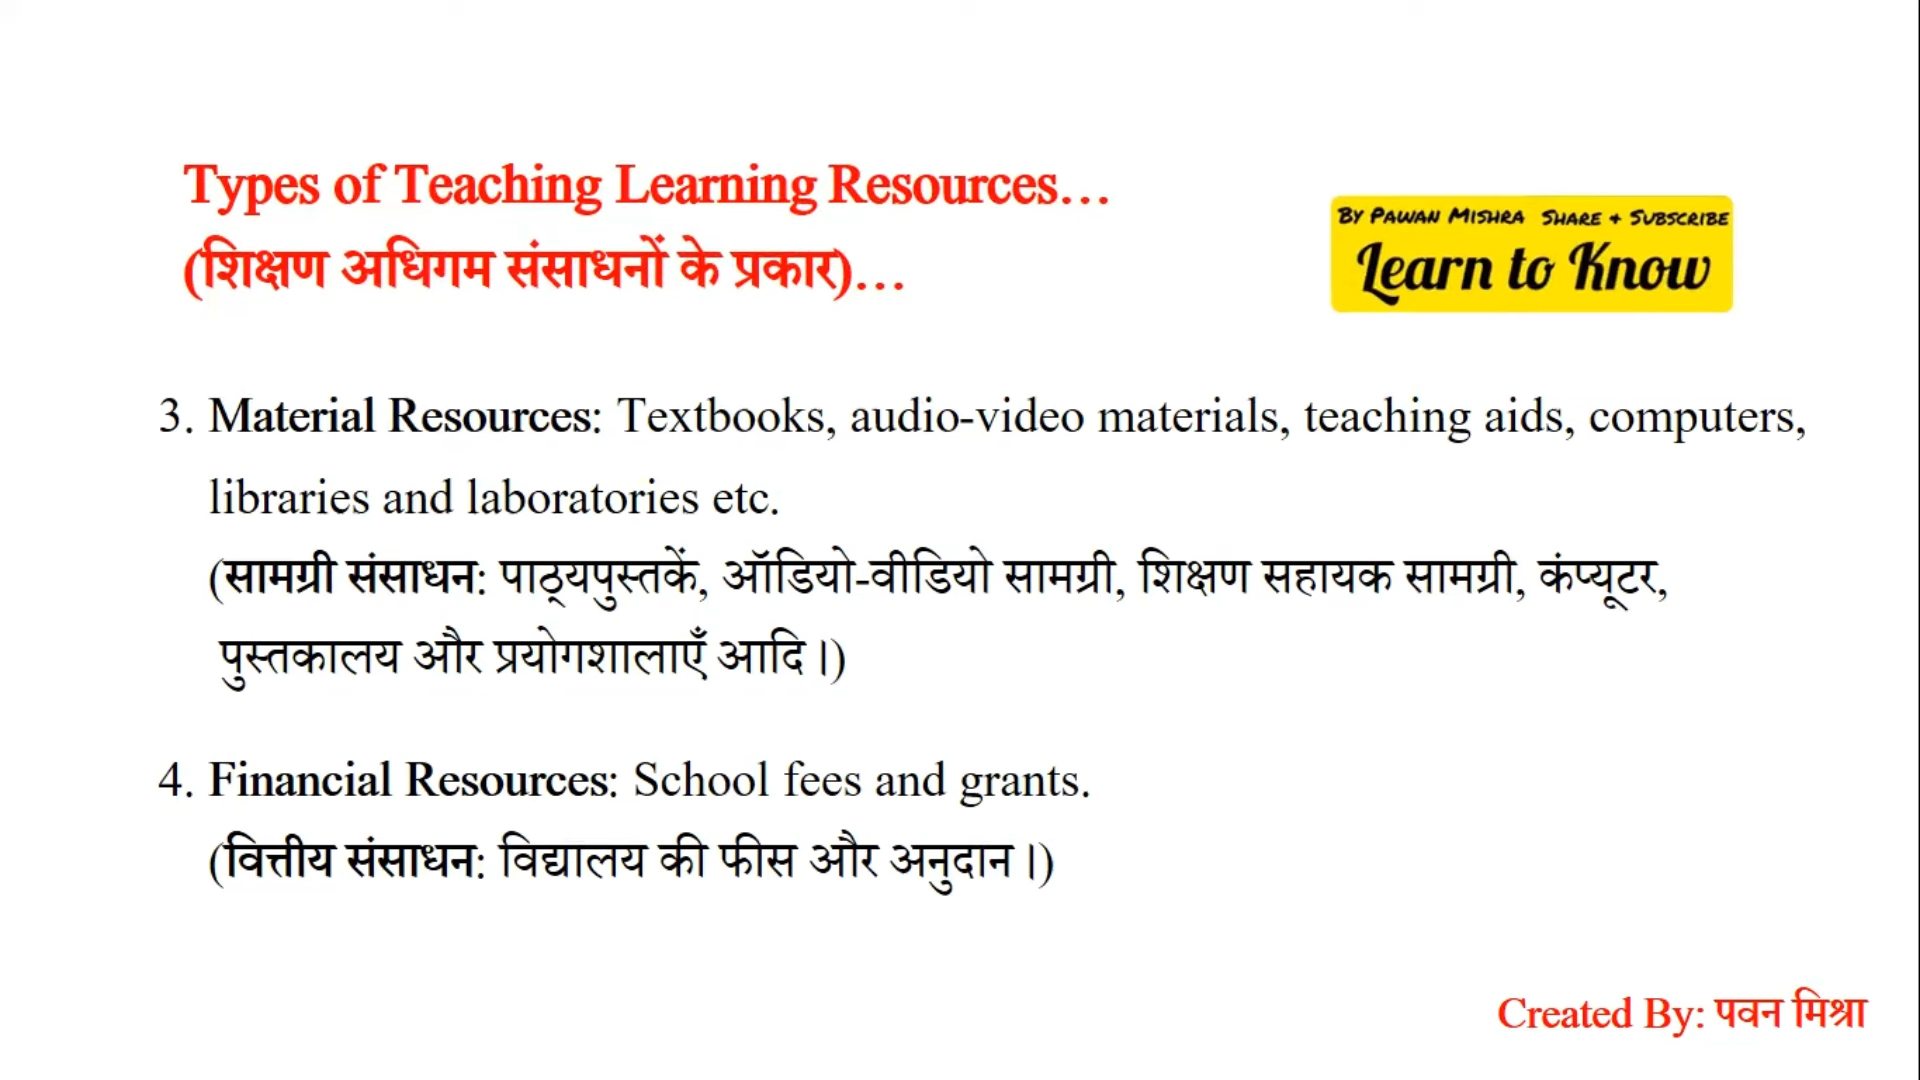 Types of Teaching Learning Resources…
(शिक्षण अधिगम संसाधनों के प्रकार)…
By Pawan Mishra Share + Subscribe
Learn to Know
3. Material Resources: Textbooks, audio-video materials, teaching aids, computers,
libraries and laboratories etc.
(सामग्री संसाधन: पाठ्यपुस्तकें, ऑडियो-वीडियो सामग्री, शिक्षण सहायक सामग्री, कंप्यूटर,
पुस्तकालय और प्रयोगशालाएँ आदि।)
4. Financial Resources: School fees and grants.
(वित्तीय संसाधन: विद्यालय की फीस और अनुदान।)
Created By: पवन मिश्रा